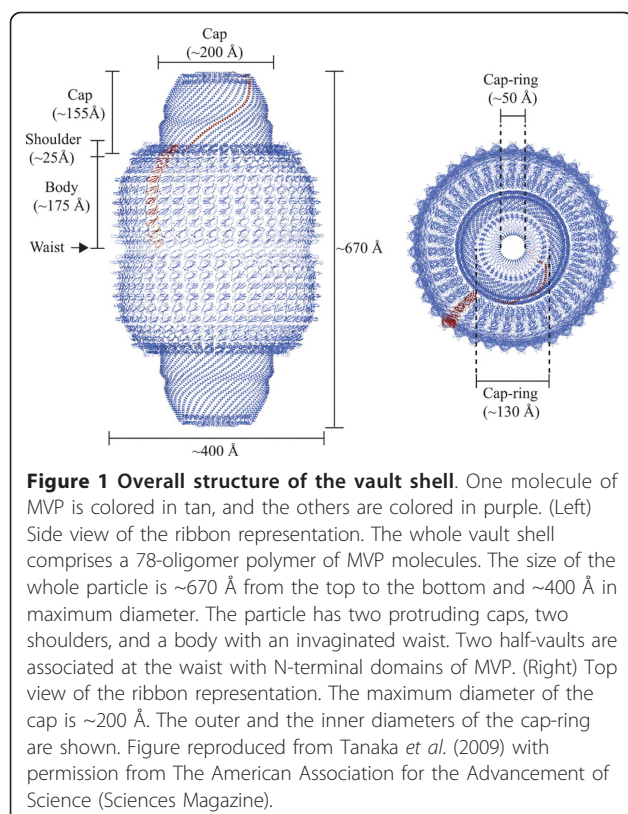 Cap
(~200 Å)
Cap
(~155Å)
Shoulder
(~25Å)
Body
(~175 Å)
Waist
~670 Å
~400 Å
Cap-ring
(~50 Å)
Cap-ring
(~130 Å)
Figure 1 Overall structure of the vault shell. One molecule of
MVP is colored in tan, and the others are colored in purple. (Left)
Side view of the ribbon representation. The whole vault shell
comprises a 78-oligomer polymer of MVP molecules. The size of the
whole particle is ~670 Å from the top to the bottom and ~400 Å in
maximum diameter. The particle has two protruding caps, two
shoulders, and a body with an invaginated waist. Two half-vaults are
associated at the waist with N-terminal domains of MVP. (Right) Top
view of the ribbon representation. The maximum diameter of the
cap is ~200 Å. The outer and the inner diameters of the cap-ring
are shown. Figure reproduced from Tanaka et al. (2009) with
permission from The American Association for the Advancement of
Science (Sciences Magazine).